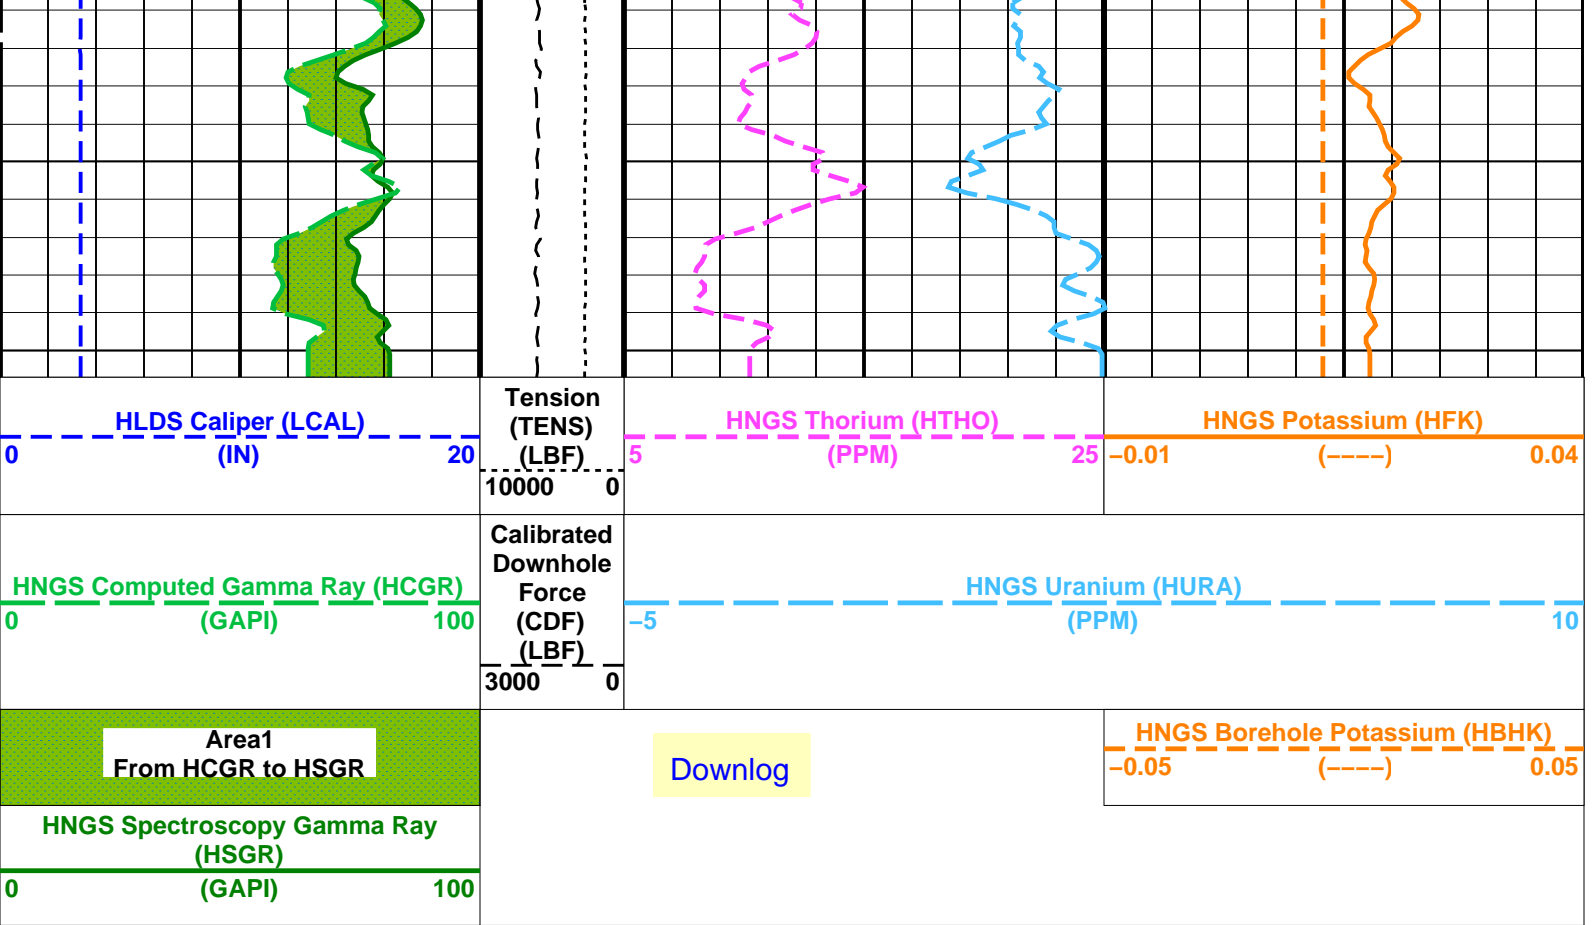 HLDS Caliper (LCAL)
0 (IN) 20
Tension
(TENS)
(LBF)
10000 0
HNGS Thorium (HTHO)
5 (PPM) 25
HNGS Potassium (HFK)
−0.01 (−−−−) 0.04
HNGS Computed Gamma Ray (HCGR)
0 (GAPI) 100
Calibrated
Downhole
Force
(CDF)
(LBF)
3000 0
HNGS Uranium (HURA)
−5 (PPM) 10
Area1
From HCGR to HSGR
Downlog
HNGS Borehole Potassium (HBHK)
−0.05 (−−−−) 0.05
HNGS Spectroscopy Gamma Ray
(HSGR)
0 (GAPI) 100